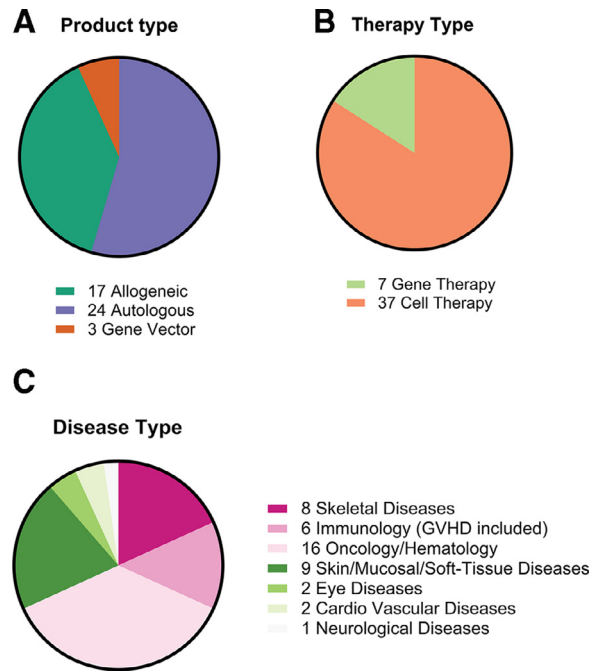 A
Product type
17 Allogeneic
24 Autologous
3 Gene Vector
B
Therapy Type
7 Gene Therapy
37 Cell Therapy
C
Disease Type
8 Skeletal Diseases
6 Immunology (GVHD included)
16 Oncology/Hematology
9 Skin/Mucosal/Soft-Tissue Diseases
2 Eye Diseases
2 Cardio Vascular Diseases
1 Neurological Diseases